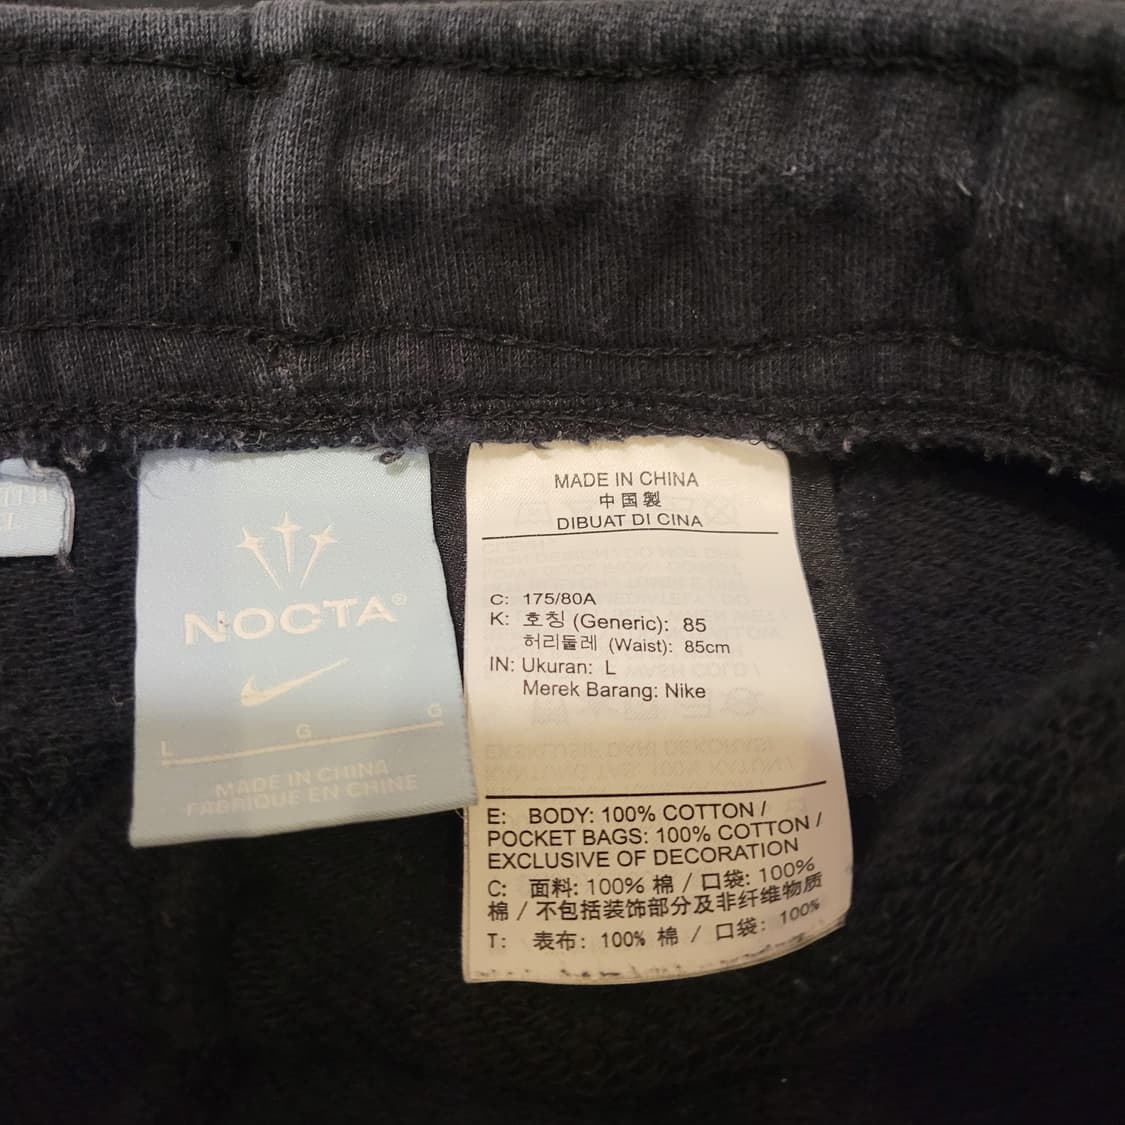 NOCTA®
L G G
MADE IN CHINA
FABRIQUE EN CHINE
MADE IN CHINA
中国製
DIBUAT DI CINA
C: 175/80A
K: 호칭 (Generic): 85
허리둘레 (Waist): 85cm
IN: Ukuran: L
Merek Barang: Nike
E: BODY: 100% COTTON /
POCKET BAGS: 100% COTTON /
EXCLUSIVE OF DECORATION
C: 面料: 100% 棉 / 口袋: 100%
棉 / 不包括装饰部分及非纤维物质
T: 表布: 100% 棉 / 口袋: 100%